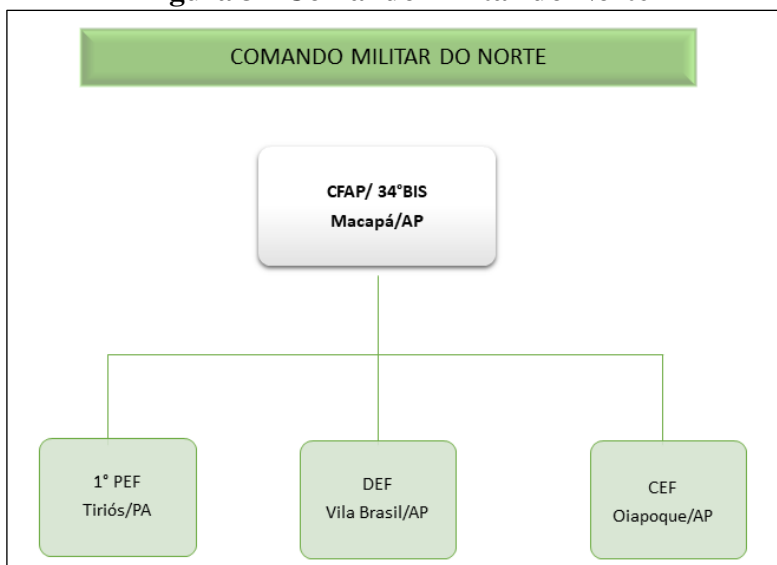 COMANDO MILITAR DO NORTE
CFAP/ 34°BIS
Macapá/AP
1° PEF
Tiriós/PA
DEF
Vila Brasil/AP
CEF
Oiapoque/AP